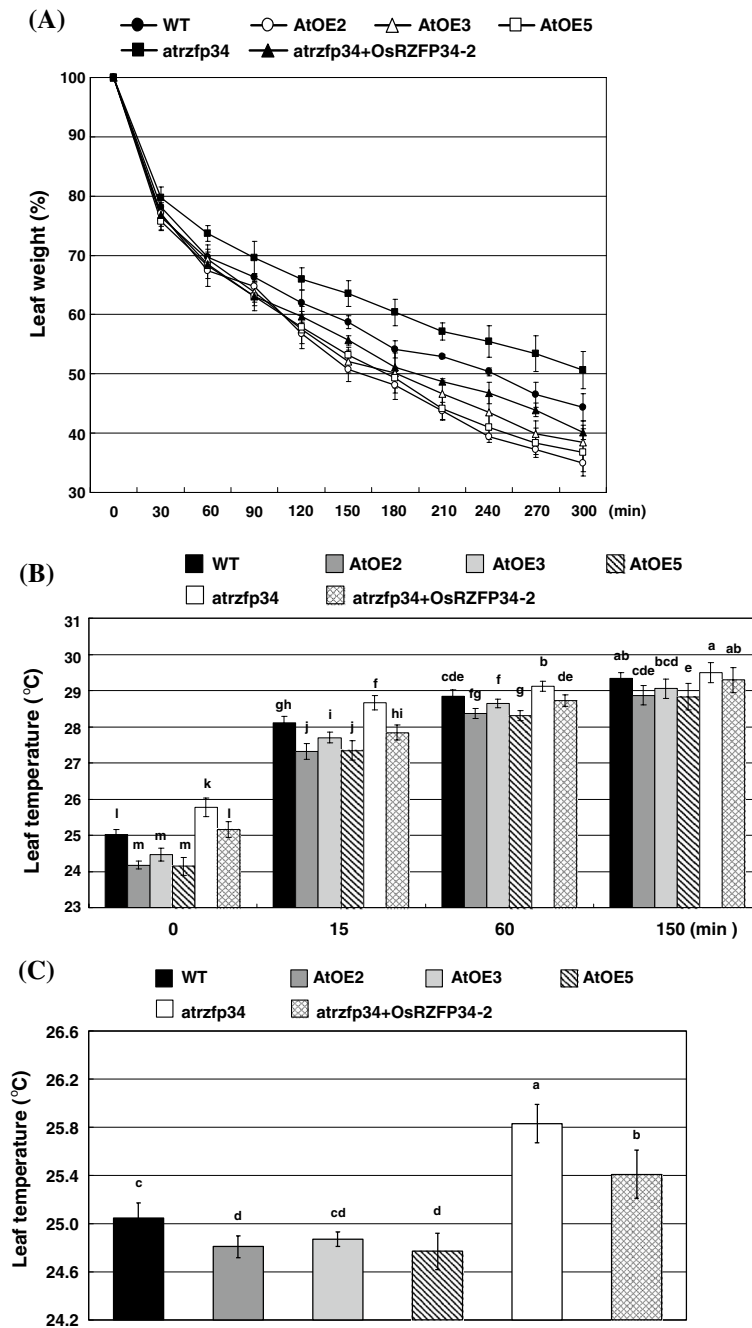 (A)
WT AtOE2 AtOE3 AtOE5
atrzfp34 atrzfp34+OsRZFP34-2
Leaf weight (%)
100
90
80
70
60
50
40
30
0 30 60 90 120 150 180 210 240 270 300 (min)
(B)
WT AtOE2 AtOE3 AtOE5
atrzfp34 atrzfp34+OsRZFP34-2
Leaf temperature (°C)
31
30
29
28
27
26
25
24
23
l m m m k l
gh j i j f hi
cde fg f g b de
ab cde bcd e a ab
0 15 60 150 (min )
(C)
WT AtOE2 AtOE3 AtOE5
atrzfp34 atrzfp34+OsRZFP34-2
Leaf temperature (°C)
26.6
26.2
25.8
25.4
25.0
24.6
24.2
c d cd d a b